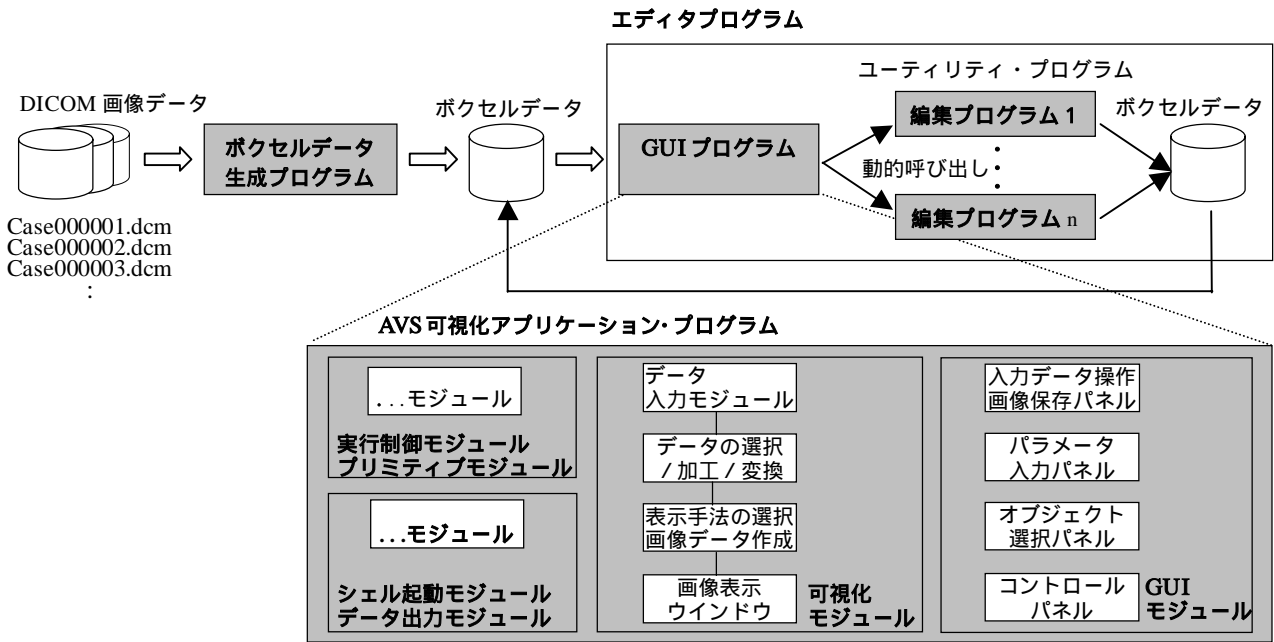 エディタプログラム
DICOM 画像データ
ボクセルデータ
ユーティリティ・プログラム
ボクセルデータ
ボクセルデータ
生成プログラム
GUI プログラム
編集プログラム 1
動的呼び出し
編集プログラム n
Case000001.dcm
Case000002.dcm
Case000003.dcm
:
AVS 可視化アプリケーション・プログラム
...モジュール
実行制御モジュール
プリミティブモジュール
...モジュール
シェル起動モジュール
データ出力モジュール
データ
入力モジュール
データの選択
/ 加工 / 変換
表示手法の選択
画像データ作成
画像表示
ウインドウ
可視化
モジュール
入力データ操作
画像保存パネル
パラメータ
入力パネル
オブジェクト
選択パネル
コントロール
パネル
GUI
モジュール